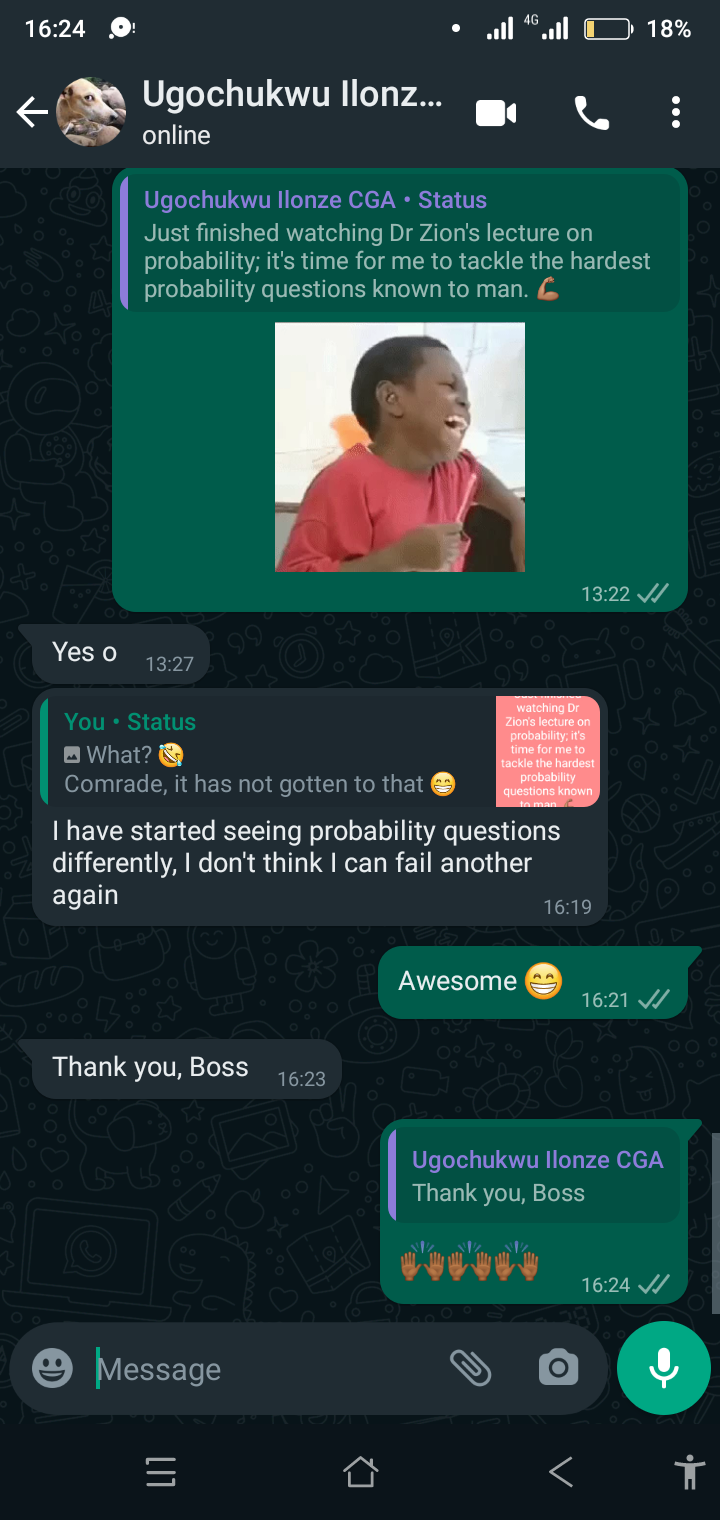 16:24
4G
18%
Ugochukwu Ilonz...
online
Ugochukwu Ilonze CGA • Status
Just finished watching Dr Zion's lecture on
probability; it's time for me to tackle the hardest
probability questions known to man. 💪🏾
13:22
Yes o
13:27
You • Status
What? 🤣
Comrade, it has not gotten to that 😁
Just finished
watching Dr
Zion's lecture on
probability; it's
time for me to
tackle the hardest
probability
questions known
to man. 💪🏾
I have started seeing probability questions
differently, I don't think I can fail another
again
16:19
Awesome 😁
16:21
Thank you, Boss
16:23
Ugochukwu Ilonze CGA
Thank you, Boss
🙌🏾🙌🏾🙌🏾
16:24
Message